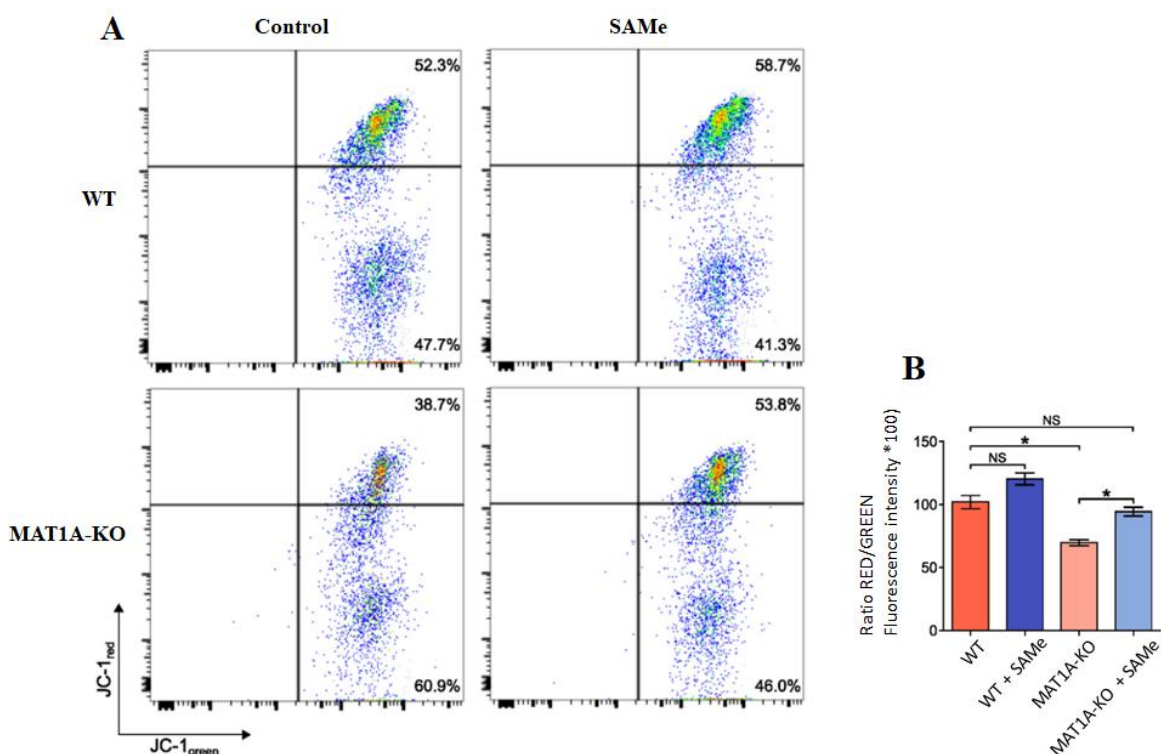 A
Control
SAMe
52.3%
58.7%
WT
47.7%
41.3%
38.7%
53.8%
MAT1A-KO
60.9%
46.0%
JC-1red
JC-1green
B
Ratio RED/GREEN
Fluorescence intensity *100)
150
100
50
0
NS
*
NS
*
WT
WT + SAMe
MAT1A-KO
MAT1A-KO + SAMe